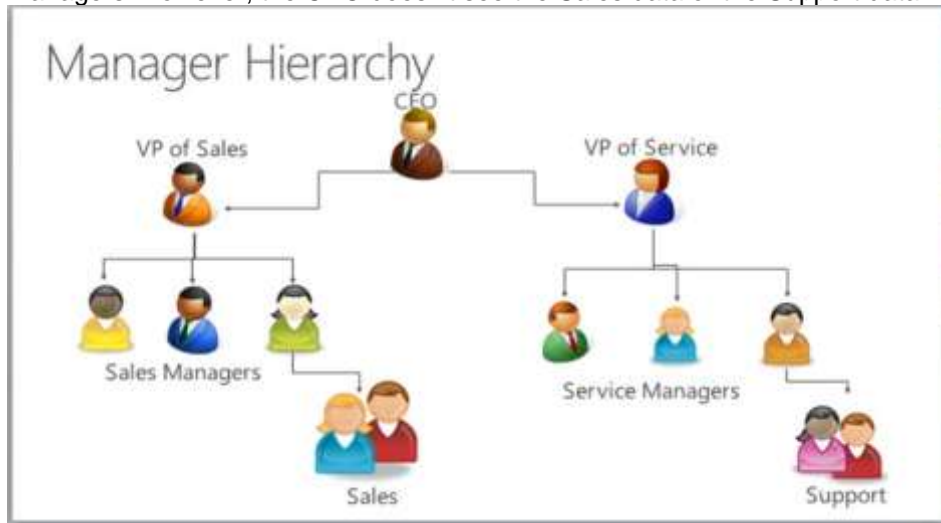 Manager Hierarchy
CEO
VP of Sales
VP of Service
Sales Managers
Service Managers
Sales
Support